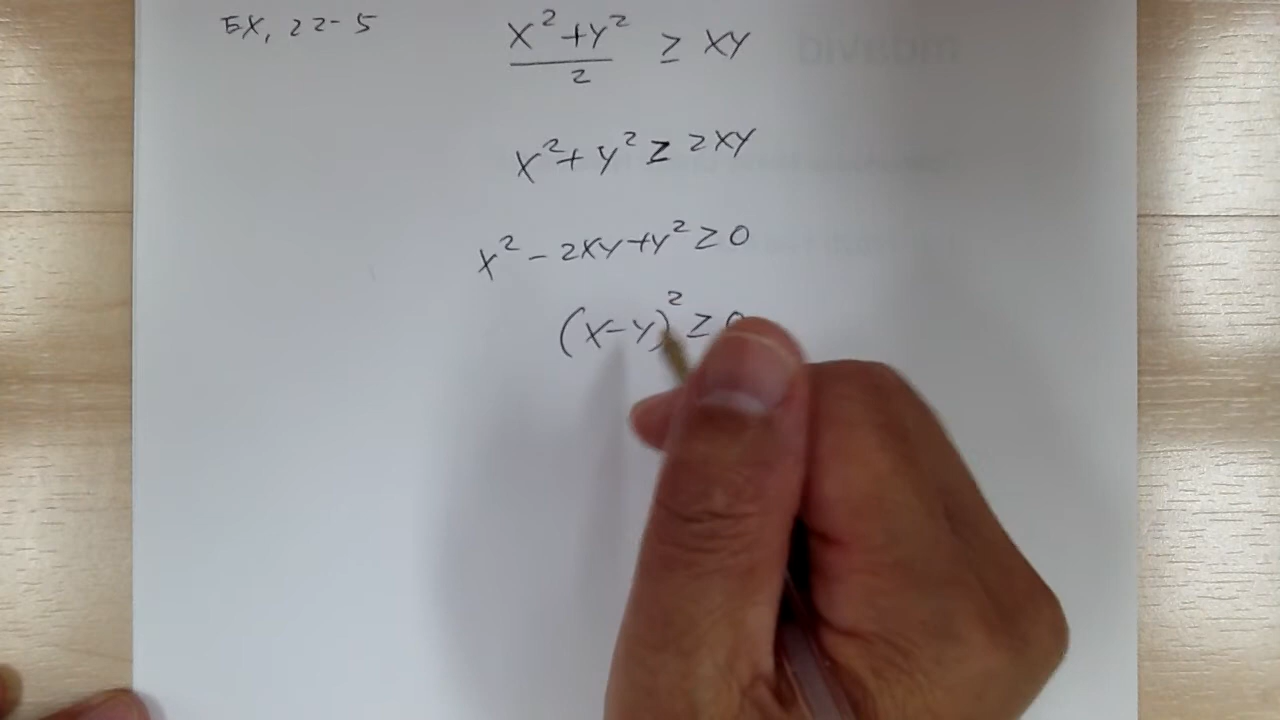 EX, 22-5
x² + y² / 2 ≥ xy
x² + y² ≥ 2xy
x² - 2xy + y² ≥ 0
(x-y)² ≥ 0